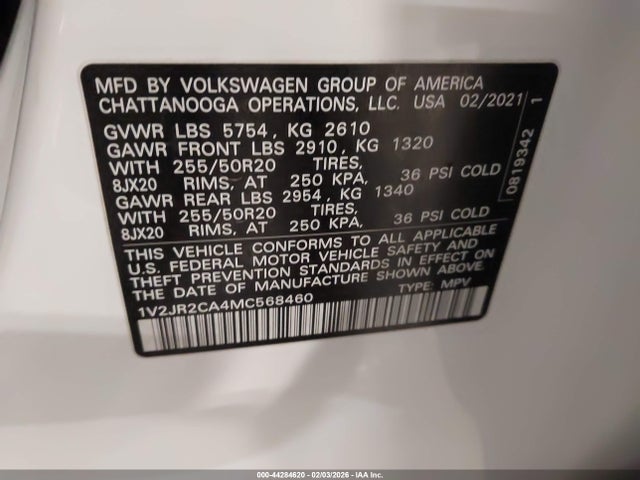 MFD BY VOLKSWAGEN GROUP OF AMERICA
CHATTANOOGA OPERATIONS, LLC. USA 02/2021
GVWR LBS 5754, KG 2610
GAWR FRONT LBS 2910, KG 1320
WITH 255/50R20 TIRES,
8JX20 RIMS, AT 250 KPA, 36 PSI COLD
GAWR REAR LBS 2954, KG 1340
WITH 255/50R20 TIRES,
8JX20 RIMS, AT 250 KPA, 36 PSI COLD
THIS VEHICLE CONFORMS TO ALL APPLICABLE
U.S. FEDERAL MOTOR VEHICLE SAFETY AND
THEFT PREVENTION STANDARDS IN EFFECT ON
THE DATE OF MANUFACTURE SHOWN ABOVE.
1V2JR2CA4MC568460 TYPE: MPV
0819342 1
000-44284620 - 02/03/2026 - IAA Inc.